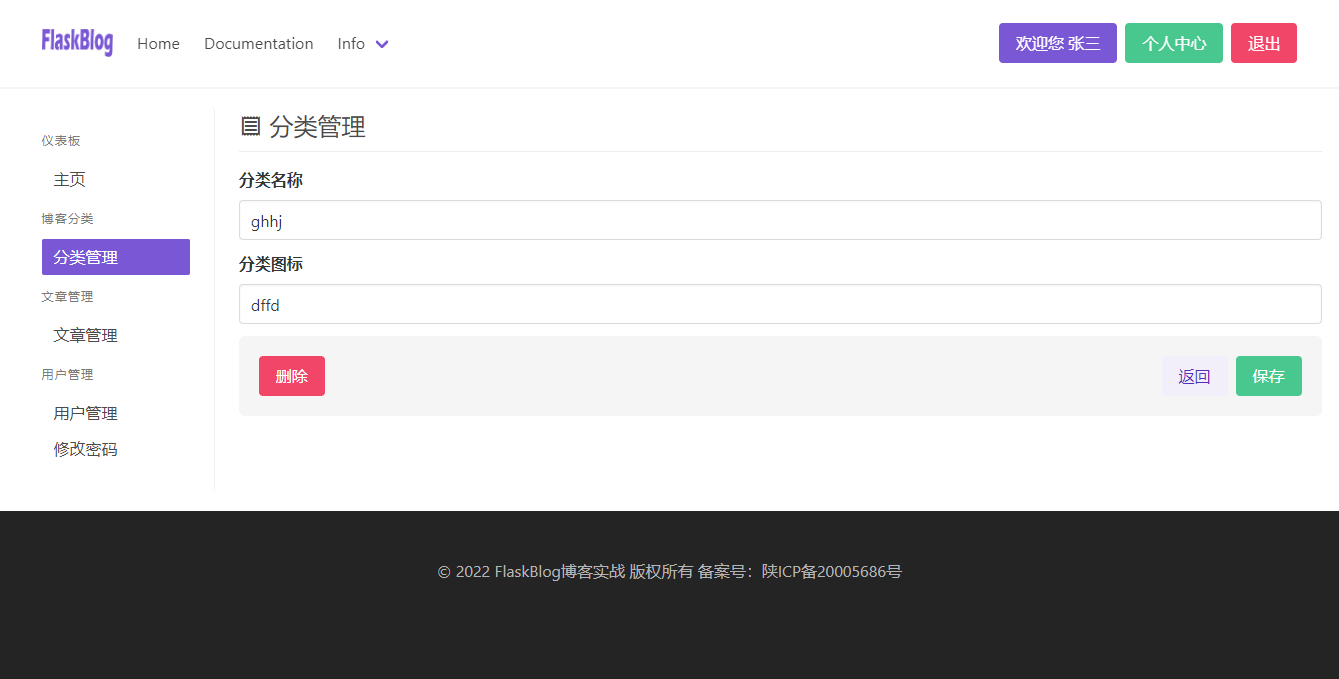 FlaskBlog Home Documentation Info 欢迎您 张三 个人中心 退出
仪表板
主页
博客分类
分类管理
文章管理
文章管理
用户管理
用户管理
修改密码
分类管理
分类名称
ghhj
分类图标
dffd
删除 返回 保存
© 2022 FlaskBlog博客实战 版权所有 备案号：陕ICP备20005686号